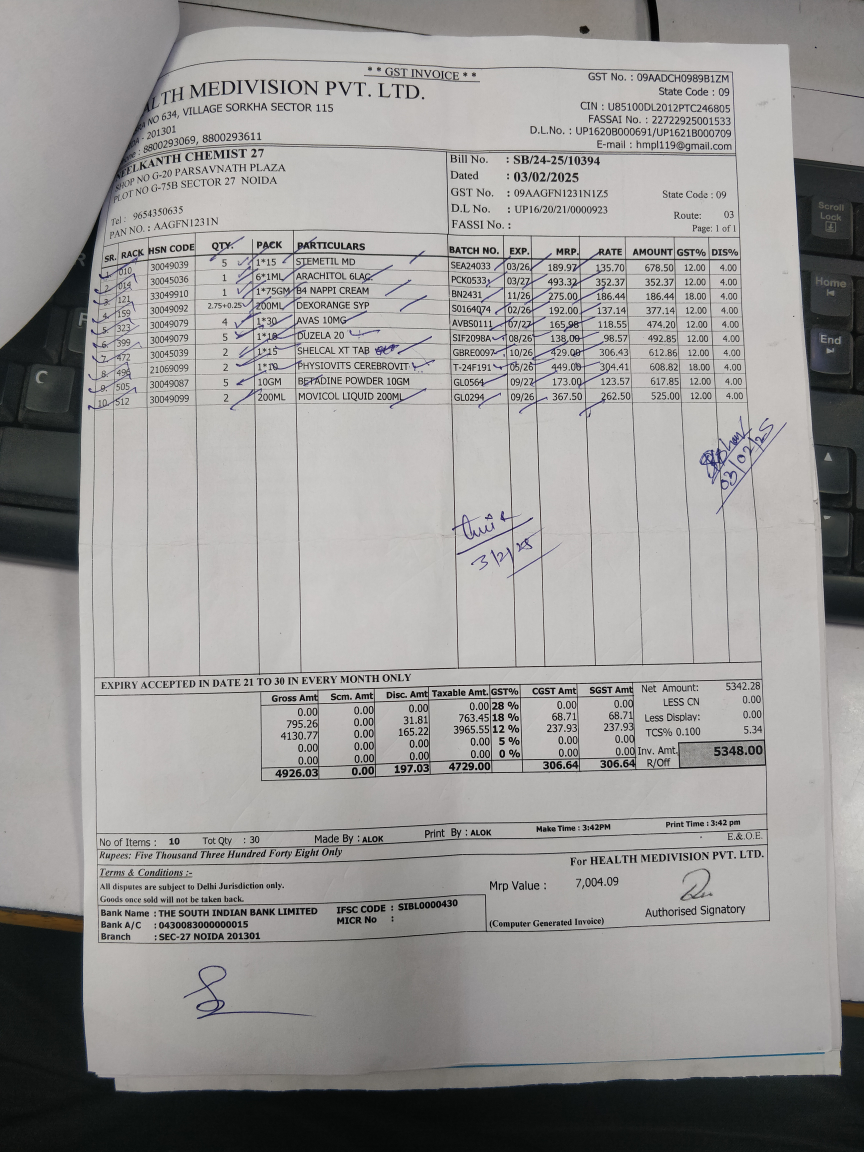 * * GST INVOICE * *
GST No. : 09AADCH0989B1ZM
State Code : 09
ALTH MEDIVISION PVT. LTD.
NO 634, VILLAGE SORKHA SECTOR 115
CIN : U85100DL2012PTC246805
FASSAI No. : 22722925001533
- 201301
D.L.No. : UP1620B000691/UP1621B000709
: 8800293069, 8800293611
E-mail : hmpl119@gmail.com
EELKANTH CHEMIST 27
SHOP NO G-20 PARSAVNATH PLAZA
PLOT NO G-75B SECTOR 27 NOIDA
Tel : 9654350635
PAN NO. : AAGFN1231N
Bill No. : SB/24-25/10394
Dated : 03/02/2025
GST No. : 09AAGFN1231N1Z5 State Code : 09
D.L No. : UP16/20/21/0000923
Route: 03
FASSI No. :
Page: 1 of 1
SR. RACK HSN CODE QTY. PACK PARTICULARS BATCH NO. EXP. MRP. RATE AMOUNT GST% DIS%
1. 010 30049039 5 1*15 STEMETIL MD SEA24033 03/26 189.97 135.70 678.50 12.00 4.00
2. 014 30045036 1 6*1ML ARACHITOL 6LAC. PCK0533 03/27 493.32 352.37 352.37 12.00 4.00
3. 121 33049910 1 1*75GM B4 NAPPI CREAM BN2431 11/26 275.00 186.44 186.44 18.00 4.00
4. 159 30049092 2.75+0.25 200ML DEXORANGE SYP S0164074 02/26 192.00 137.14 377.14 12.00 4.00
5. 323 30049079 4 1*30 AVAS 10MG AVBS0111 07/27 165.98 118.55 474.20 12.00 4.00
6. 399 30049079 5 1*10 DUZELA 20 SIF2098A 08/26 138.00 98.57 492.85 12.00 4.00
7. 472 30045039 2 1*15 SHELCAL XT TAB GBRE0097 10/26 429.00 306.43 612.86 12.00 4.00
8. 21069099 2 1*10 PHYSIOVITS CEREBROVIT T-24F191 05/26 449.00 304.41 608.82 18.00 4.00
9. 505 30049087 5 10GM BETADINE POWDER 10GM GL0564 09/27 173.00 123.57 617.85 12.00 4.00
10. 512 30049099 2 200ML MOVICOL LIQUID 200ML GL0294 09/26 367.50 262.50 525.00 12.00 4.00
03/02/25
3/2/25
EXPIRY ACCEPTED IN DATE 21 TO 30 IN EVERY MONTH ONLY
Gross Amt Scm. Amt Disc. Amt Taxable Amt. GST% CGST Amt SGST Amt
0.00 0.00 0.00 0.00 28 % 0.00 0.00
795.26 0.00 31.81 763.45 18 % 68.71 68.71
4130.77 0.00 165.22 3965.55 12 % 237.93 237.93
0.00 0.00 0.00 0.00 5 % 0.00 0.00
0.00 0.00 0.00 0.00 0 % 0.00 0.00
4926.03 0.00 197.03 4729.00 306.64 306.64
Net Amount: 5342.28
LESS CN 0.00
Less Display: 0.00
TCS% 0.100 5.34
Inv. Amt. 5348.00
R/Off
No of Items : 10 Tot Qty : 30 Made By : ALOK Print By : ALOK Make Time : 3:42PM Print Time : 3:42 pm
Rupees: Five Thousand Three Hundred Forty Eight Only
E.& O.E.
Terms & Conditions :-
All disputes are subject to Delhi Jurisdiction only.
Goods once sold will not be taken back.
For HEALTH MEDIVISION PVT. LTD.
Mrp Value : 7,004.09
Authorised Signatory
(Computer Generated Invoice)
Bank Name : THE SOUTH INDIAN BANK LIMITED IFSC CODE : SIBL0000430
Bank A/C : 0430083000000015 MICR No :
Branch : SEC-27 NOIDA 201301
Scroll
Lock
Home
End
C